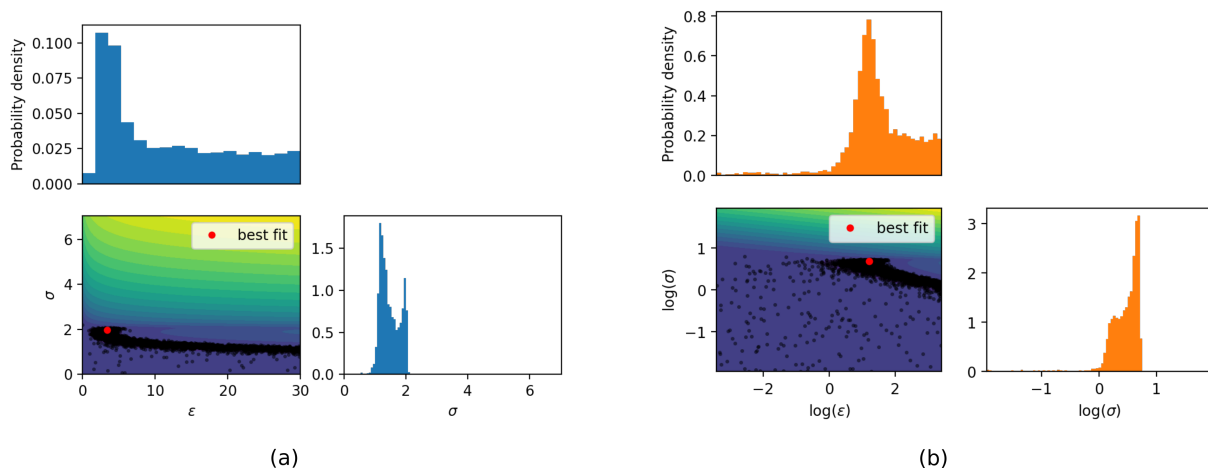 Probability density
0.100
0.075
0.050
0.025
0.000
6
4
2
0
σ
best fit
0 10 20 30
ε
1.5
1.0
0.5
0.0
0 2 4 6
σ
(a)
Probability density
0.8
0.6
0.4
0.2
0.0
1
0
−1
log(σ)
best fit
−2 0 2
log(ε)
3
2
1
0
−1 0 1
log(σ)
(b)